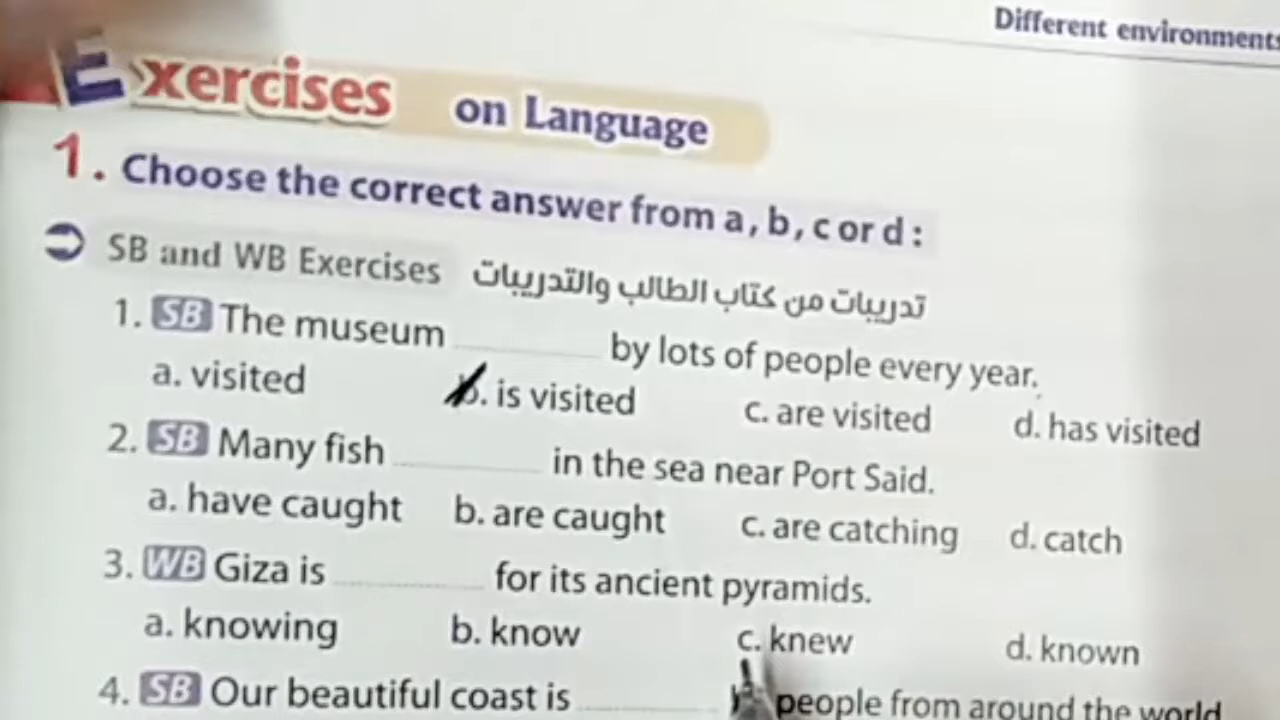 Different environments
Exercises on Language
1. Choose the correct answer from a, b, c or d :
SB and WB Exercises تدريبات من كتاب الطالب والتدريبات
1. SB The museum ............ by lots of people every year.
a. visited b. is visited c. are visited d. has visited
2. SB Many fish ............ in the sea near Port Said.
a. have caught b. are caught c. are catching d. catch
3. WB Giza is ............ for its ancient pyramids.
a. knowing b. know c. knew d. known
4. SB Our beautiful coast is ............ people from around the world